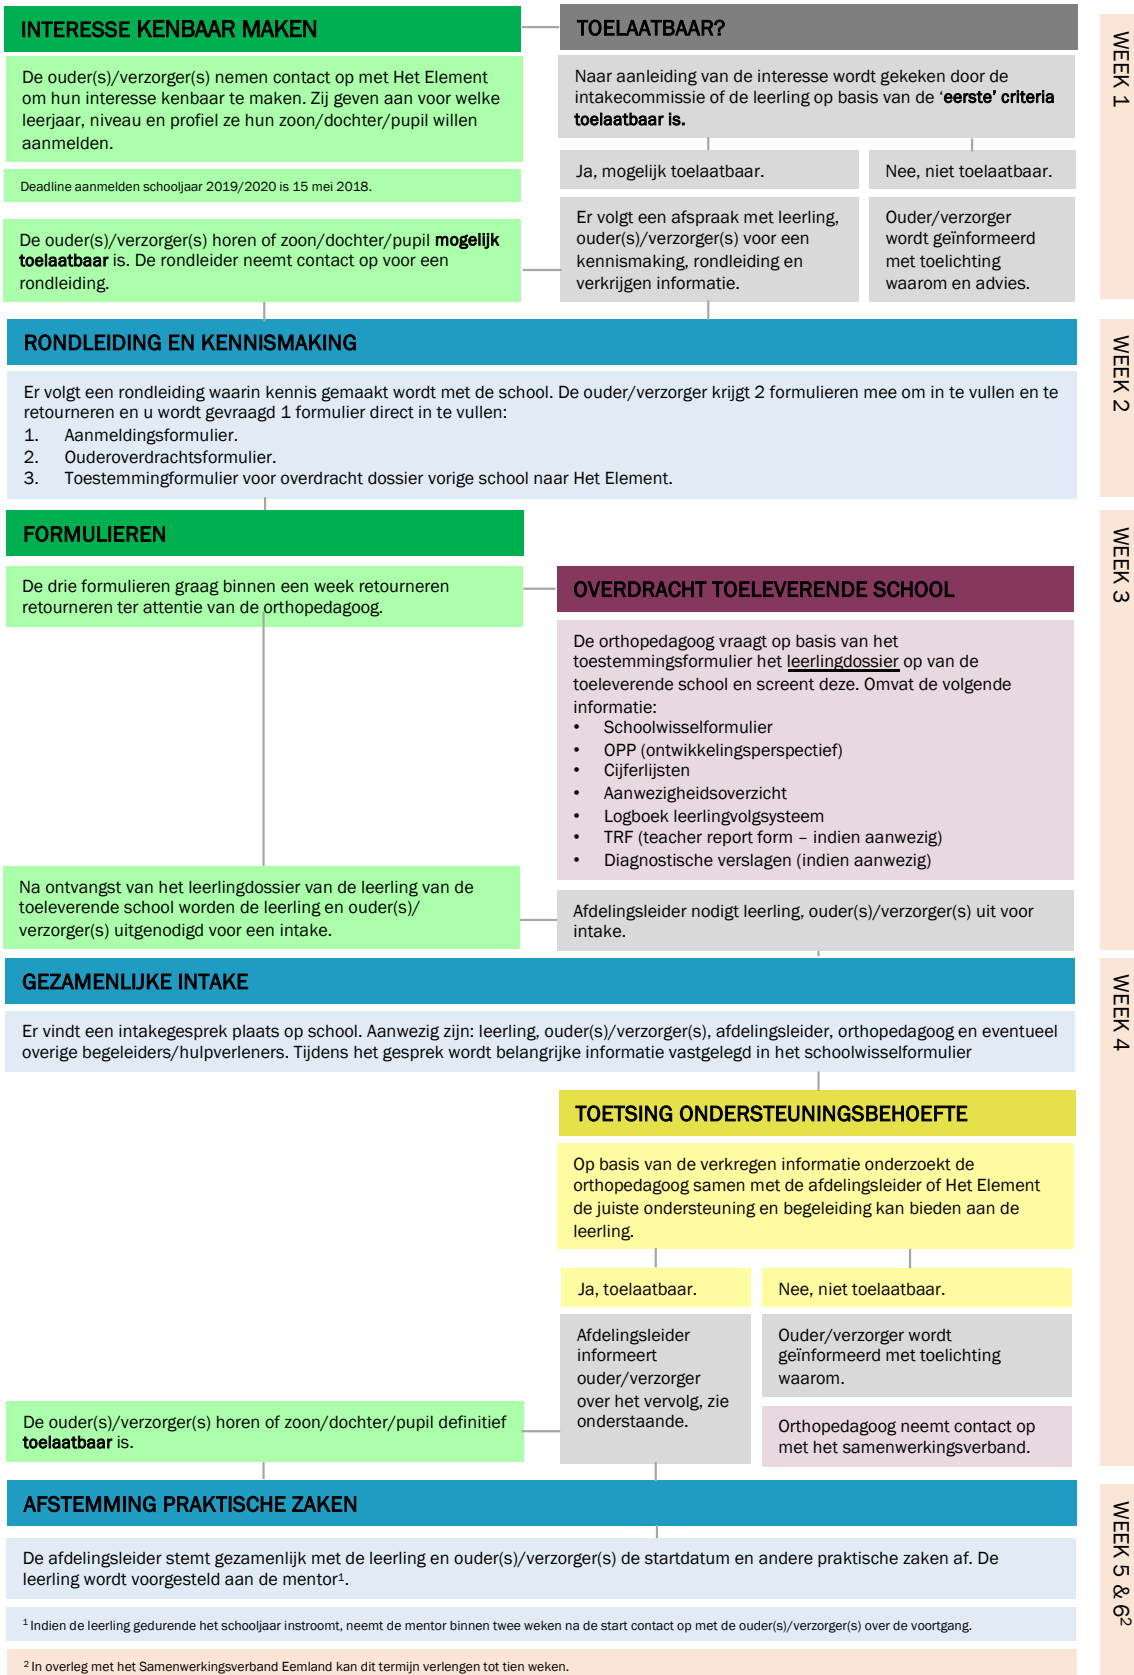 INTERESSE KENBAAR MAKEN
De ouder(s)/verzorger(s) nemen contact op met Het Element
om hun interesse kenbaar te maken. Zij geven aan voor welke
leerjaar, niveau en profiel ze hun zoon/dochter/pupil willen
aanmelden.
Deadline aanmelden schooljaar 2019/2020 is 15 mei 2018.
De ouder(s)/verzorger(s) horen of zoon/dochter/pupil mogelijk
toelaatbaar is. De rondleider neemt contact op voor een
rondleiding.
TOELAATBAAR?
Naar aanleiding van de interesse wordt gekeken door de
intakecommissie of de leerling op basis van de ‘eerste’ criteria
toelaatbaar is.
Ja, mogelijk toelaatbaar.
Er volgt een afspraak met leerling,
ouder(s)/verzorger(s) voor een
kennismaking, rondleiding en
verkrijgen informatie.
Nee, niet toelaatbaar.
Ouder/verzorger
wordt geïnformeerd
met toelichting
waarom en advies.
WEEK 1
RONDLEIDING EN KENNISMAKING
Er volgt een rondleiding waarin kennis gemaakt wordt met de school. De ouder/verzorger krijgt 2 formulieren mee om in te vullen en te
retourneren en u wordt gevraagd 1 formulier direct in te vullen:
1. Aanmeldingsformulier.
2. Ouderoverdrachtsformulier.
3. Toestemmingformulier voor overdracht dossier vorige school naar Het Element.
WEEK 2
FORMULIEREN
De drie formulieren graag binnen een week retourneren
retourneren ter attentie van de orthopedagoog.
OVERDRACHT TOELEVERENDE SCHOOL
De orthopedagoog vraagt op basis van het
toestemmingsformulier het leerlingdossier op van de
toeleverende school en screent deze. Omvat de volgende
informatie:
• Schoolwisselformulier
• OPP (ontwikkelingsperspectief)
• Cijferlijsten
• Aanwezigheidsoverzicht
• Logboek leerlingvolgsysteem
• TRF (teacher report form – indien aanwezig)
• Diagnostische verslagen (indien aanwezig)
Na ontvangst van het leerlingdossier van de leerling van de
toeleverende school worden de leerling en ouder(s)/
verzorger(s) uitgenodigd voor een intake.
Afdelingsleider nodigt leerling, ouder(s)/verzorger(s) uit voor
intake.
WEEK 3
GEZAMENLIJKE INTAKE
Er vindt een intakegesprek plaats op school. Aanwezig zijn: leerling, ouder(s)/verzorger(s), afdelingsleider, orthopedagoog en eventueel
overige begeleiders/hulpverleners. Tijdens het gesprek wordt belangrijke informatie vastgelegd in het schoolwisselformulier
TOETSING ONDERSTEUNINGSBEHOEFTE
Op basis van de verkregen informatie onderzoekt de
orthopedagoog samen met de afdelingsleider of Het Element
de juiste ondersteuning en begeleiding kan bieden aan de
leerling.
Ja, toelaatbaar.
Afdelingsleider
informeert
ouder/verzorger
over het vervolg, zie
onderstaande.
Nee, niet toelaatbaar.
Ouder/verzorger wordt
geïnformeerd met toelichting
waarom.
Orthopedagoog neemt contact op
met het samenwerkingsverband.
De ouder(s)/verzorger(s) horen of zoon/dochter/pupil definitief
toelaatbaar is.
WEEK 4
AFSTEMMING PRAKTISCHE ZAKEN
De afdelingsleider stemt gezamenlijk met de leerling en ouder(s)/verzorger(s) de startdatum en andere praktische zaken af. De
leerling wordt voorgesteld aan de mentor¹.
¹ Indien de leerling gedurende het schooljaar instroomt, neemt de mentor binnen twee weken na de start contact op met de ouder(s)/verzorger(s) over de voortgang.
² In overleg met het Samenwerkingsverband Eemland kan dit termijn verlengen tot tien weken.
WEEK 5 & 6²